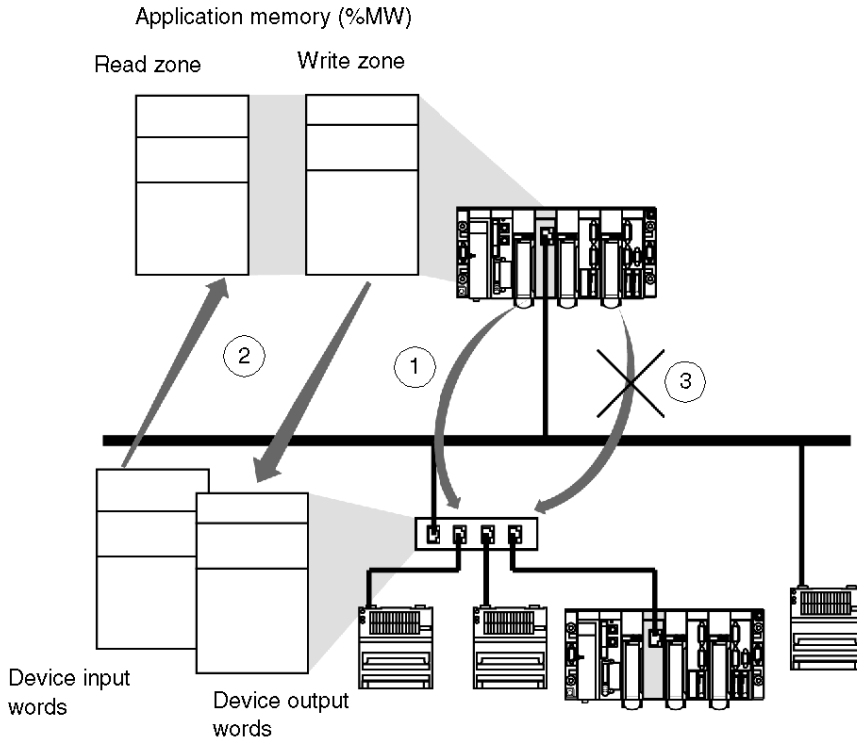 Application memory (%MW)
Read zone
Write zone
2
1
3
Device input
words
Device output
words